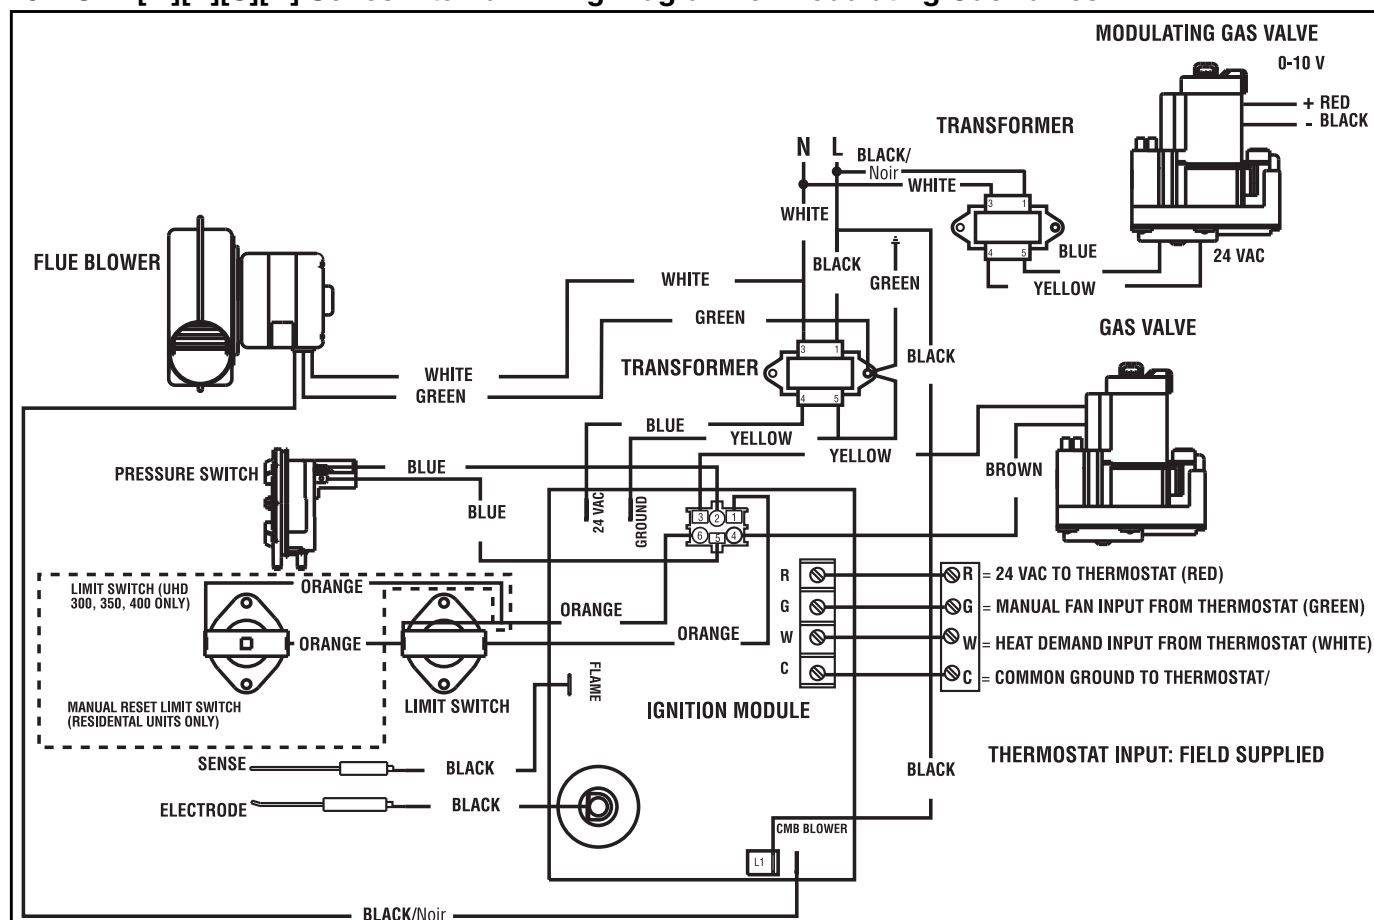 MODULATING GAS VALVE
0-10 V
+ RED
- BLACK
TRANSFORMER
N L
BLACK/
Noir
WHITE
WHITE
3 1
4 5
BLUE
24 VAC
YELLOW
FLUE BLOWER
WHITE
BLACK
GREEN
GREEN
GAS VALVE
3 1
BLACK
TRANSFORMER
WHITE
GREEN
4 5
BLUE
YELLOW
YELLOW
BROWN
PRESSURE SWITCH
BLUE
BLUE
24 VAC
GROUND
3 2 1
6 5 4
LIMIT SWITCH (UHD
300, 350, 400 ONLY)
ORANGE
ORANGE
ORANGE
ORANGE
R
G
W
C
R = 24 VAC TO THERMOSTAT (RED)
G = MANUAL FAN INPUT FROM THERMOSTAT (GREEN)
W = HEAT DEMAND INPUT FROM THERMOSTAT (WHITE)
C = COMMON GROUND TO THERMOSTAT/
FLAME
MANUAL RESET LIMIT SWITCH
(RESIDENTAL UNITS ONLY)
LIMIT SWITCH
IGNITION MODULE
THERMOSTAT INPUT: FIELD SUPPLIED
SENSE
BLACK
BLACK
ELECTRODE
BLACK
CMB BLOWER
L1
BLACK/Noir